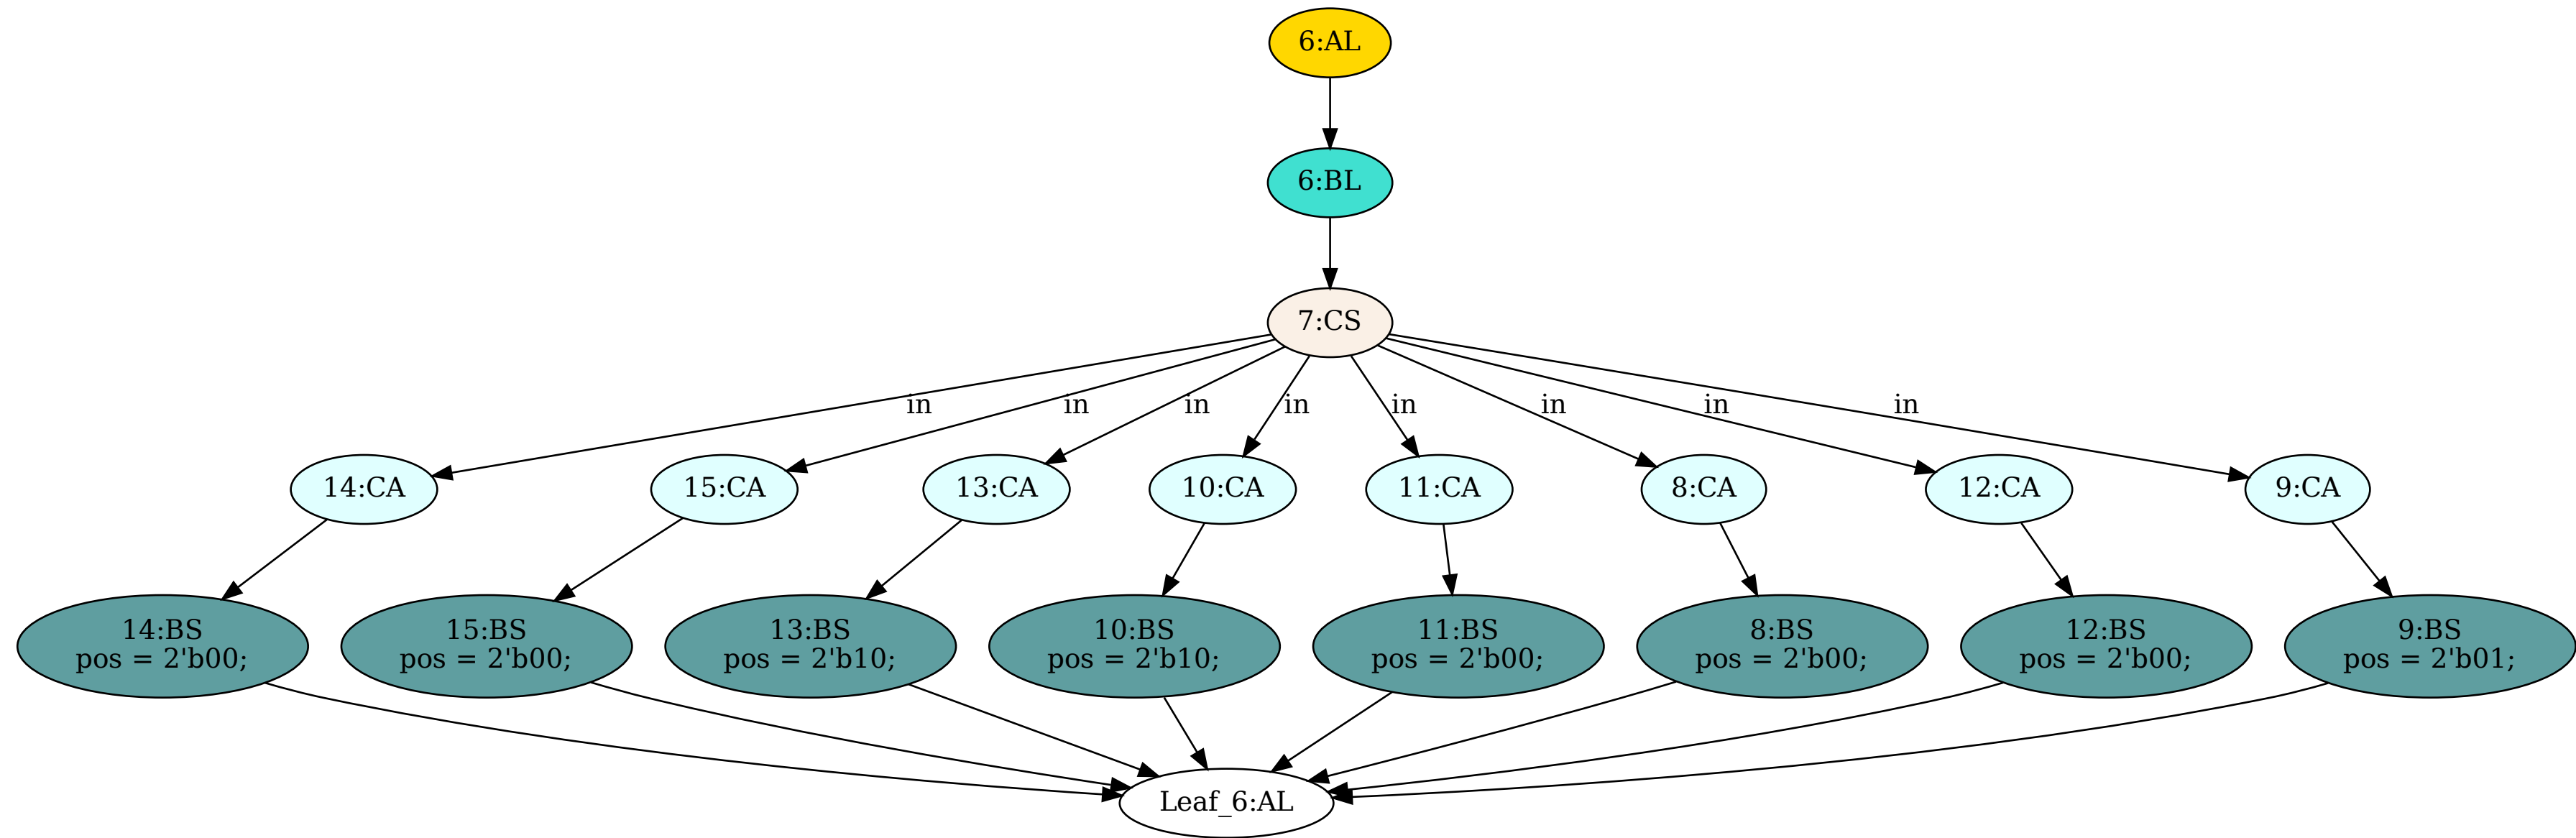 6:AL
6:BL
7:CS
in
in
in
in
in
in
in
in
14:CA
15:CA
13:CA
10:CA
11:CA
8:CA
12:CA
9:CA
14:BS
pos = 2'b00;
15:BS
pos = 2'b00;
13:BS
pos = 2'b10;
10:BS
pos = 2'b10;
11:BS
pos = 2'b00;
8:BS
pos = 2'b00;
12:BS
pos = 2'b00;
9:BS
pos = 2'b01;
Leaf_6:AL